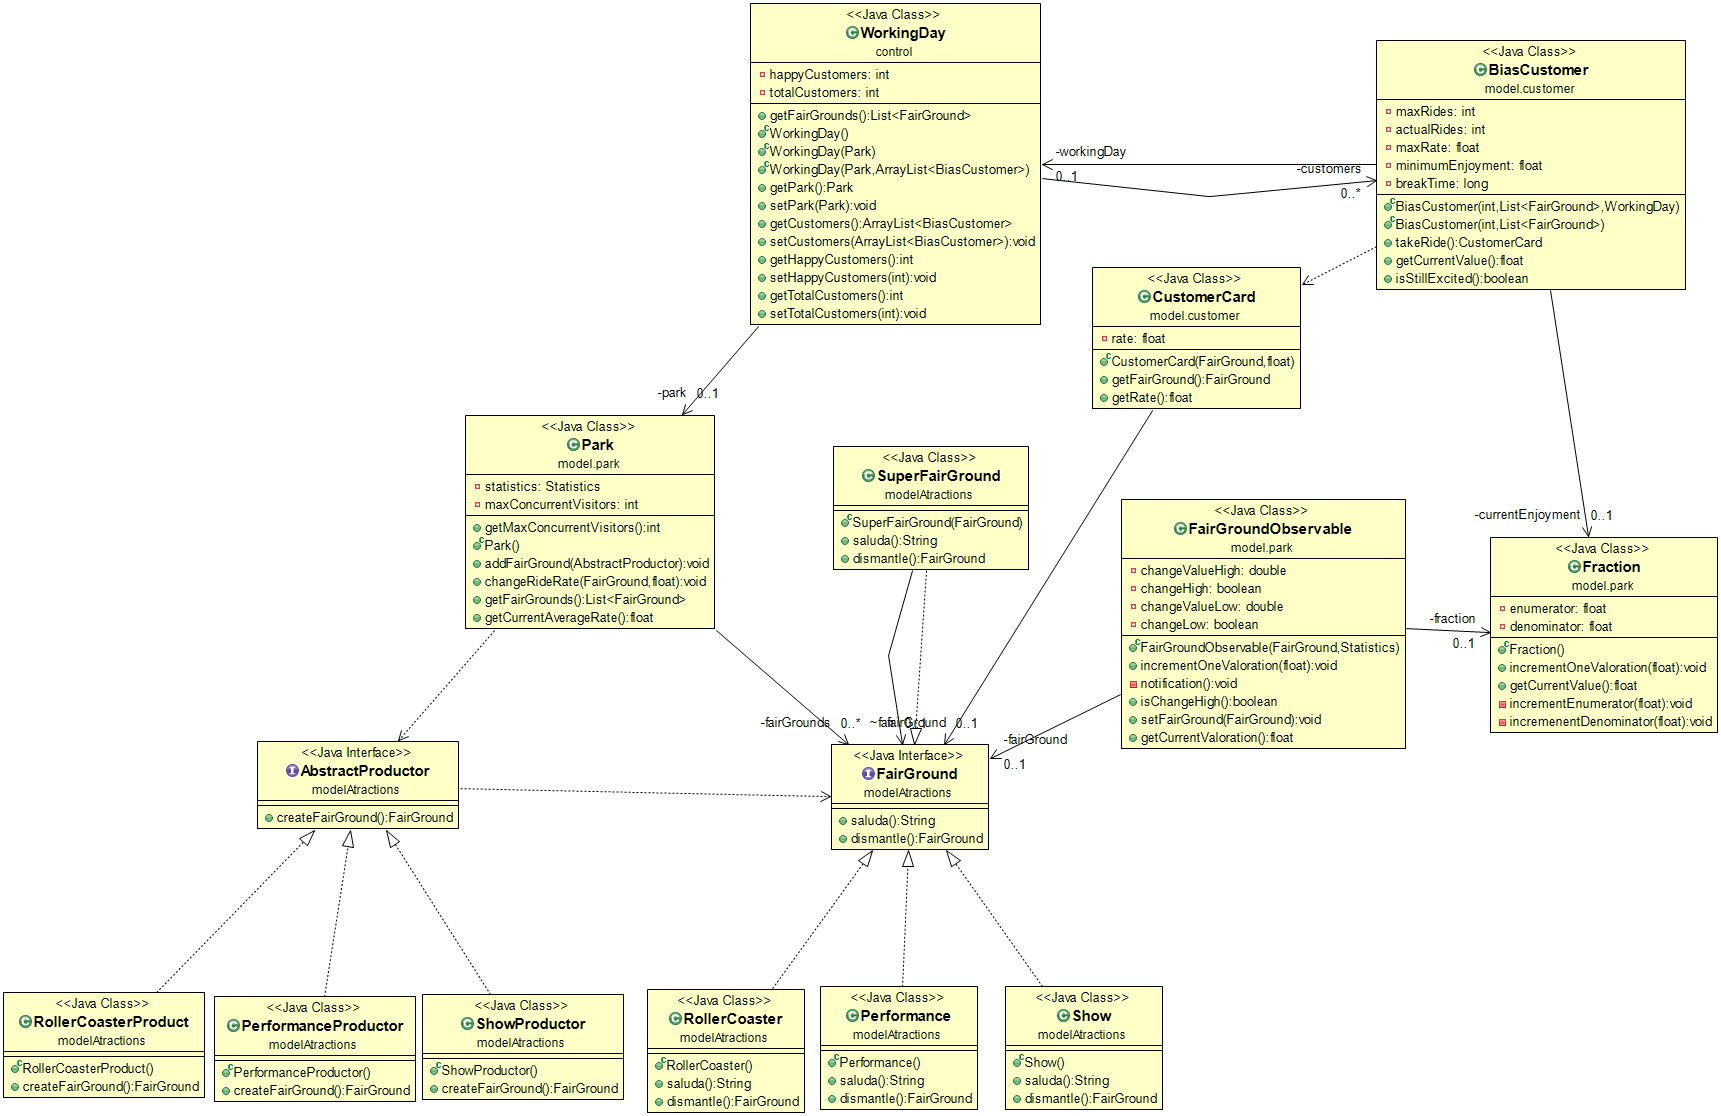 <<Java Class>>
WorkingDay
control
happyCustomers: int
totalCustomers: int
getFairGrounds():List<FairGround>
WorkingDay()
WorkingDay(Park)
WorkingDay(Park,ArrayList<BiasCustomer>)
getPark():Park
setPark(Park):void
getCustomers():ArrayList<BiasCustomer>
setCustomers(ArrayList<BiasCustomer>):void
getHappyCustomers():int
setHappyCustomers(int):void
getTotalCustomers():int
setTotalCustomers(int):void
<<Java Class>>
BiasCustomer
model.customer
maxRides: int
actualRides: int
maxRate: float
minimumEnjoyment: float
breakTime: long
BiasCustomer(int,List<FairGround>,WorkingDay)
BiasCustomer(int,List<FairGround>)
takeRide():CustomerCard
getCurrentValue():float
isStillExcited():boolean
-workingDay
0..1
-customers
0..*
<<Java Class>>
CustomerCard
model.customer
rate: float
CustomerCard(FairGround,float)
getFairGround():FairGround
getRate():float
-park
0..1
<<Java Class>>
Park
model.park
statistics: Statistics
maxConcurrentVisitors: int
getMaxConcurrentVisitors():int
Park()
addFairGround(AbstractProductor):void
changeRideRate(FairGround,float):void
getFairGrounds():List<FairGround>
getCurrentAverageRate():float
<<Java Class>>
SuperFairGround
modelAtractions
SuperFairGround(FairGround)
saluda():String
dismantle():FairGround
<<Java Class>>
FairGroundObservable
model.park
changeValueHigh: double
changeHigh: boolean
changeValueLow: double
changeLow: boolean
FairGroundObservable(FairGround,Statistics)
incrementOneValoration(float):void
notification():void
isChangeHigh():boolean
setFairGround(FairGround):void
getCurrentValoration():float
-currentEnjoyment
0..1
-fraction
0..1
<<Java Class>>
Fraction
model.park
enumerator: float
denominator: float
Fraction()
incrementOneValoration(float):void
getCurrentValue():float
incrementEnumerator(float):void
incremenentDenominator(float):void
-fairGrounds
0..*
0..1
-fairGround
0..1
<<Java Interface>>
AbstractProductor
modelAtractions
createFairGround():FairGround
<<Java Interface>>
FairGround
modelAtractions
saluda():String
dismantle():FairGround
<<Java Class>>
RollerCoasterProduct
modelAtractions
RollerCoasterProduct()
createFairGround():FairGround
<<Java Class>>
PerformanceProductor
modelAtractions
PerformanceProductor()
createFairGround():FairGround
<<Java Class>>
ShowProductor
modelAtractions
ShowProductor()
createFairGround():FairGround
<<Java Class>>
RollerCoaster
modelAtractions
RollerCoaster()
saluda():String
dismantle():FairGround
<<Java Class>>
Performance
modelAtractions
Performance()
saluda():String
dismantle():FairGround
<<Java Class>>
Show
modelAtractions
Show()
saluda():String
dismantle():FairGround